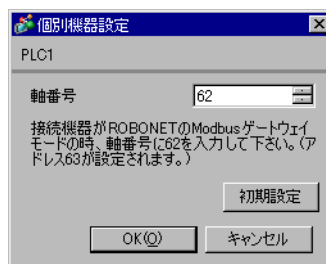 個別機器設定
PLC1
軸番号
62
接続機器がROBONETのModbusゲートウェイ
モードの時、軸番号に62を入力して下さい。(ア
ドレス63が設定されます。)
初期設定
OK(O)
キャンセル